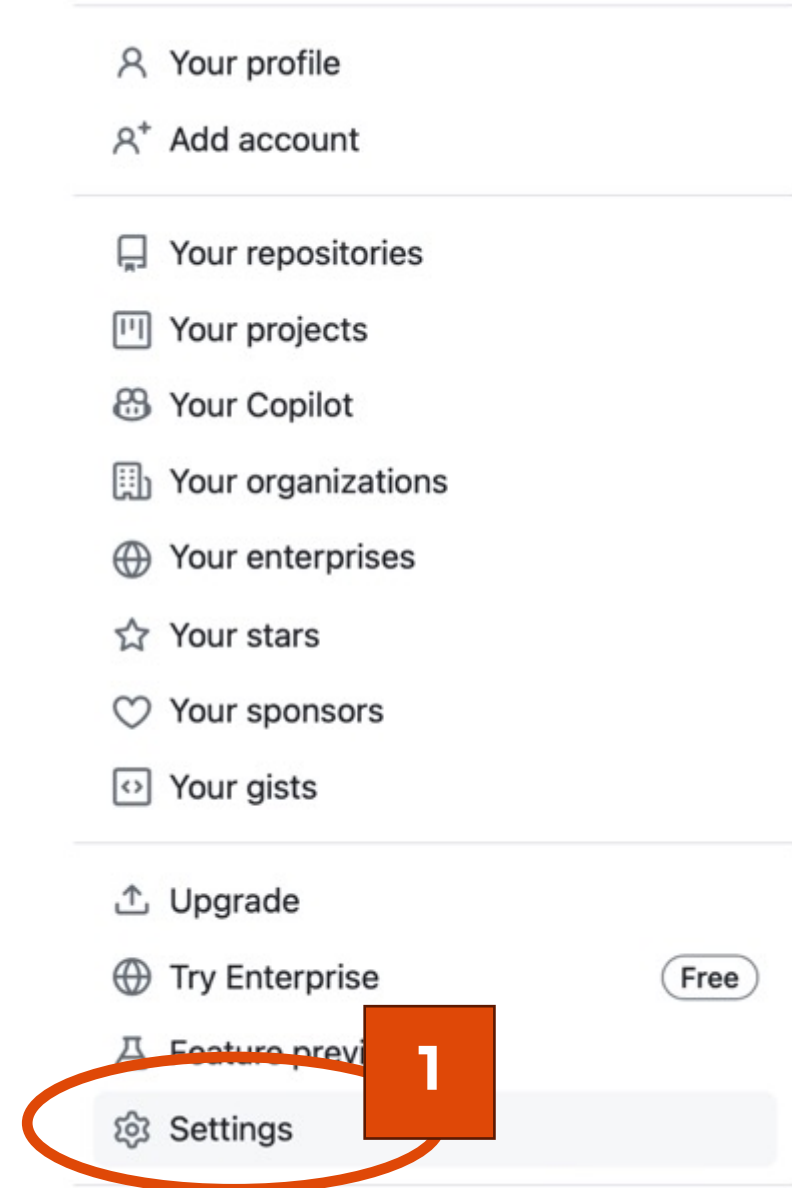 Your profile
Add account
Your repositories
Your projects
Your Copilot
Your organizations
Your enterprises
Your stars
Your sponsors
Your gists
Upgrade
Try Enterprise Free
Feature
1
Settings